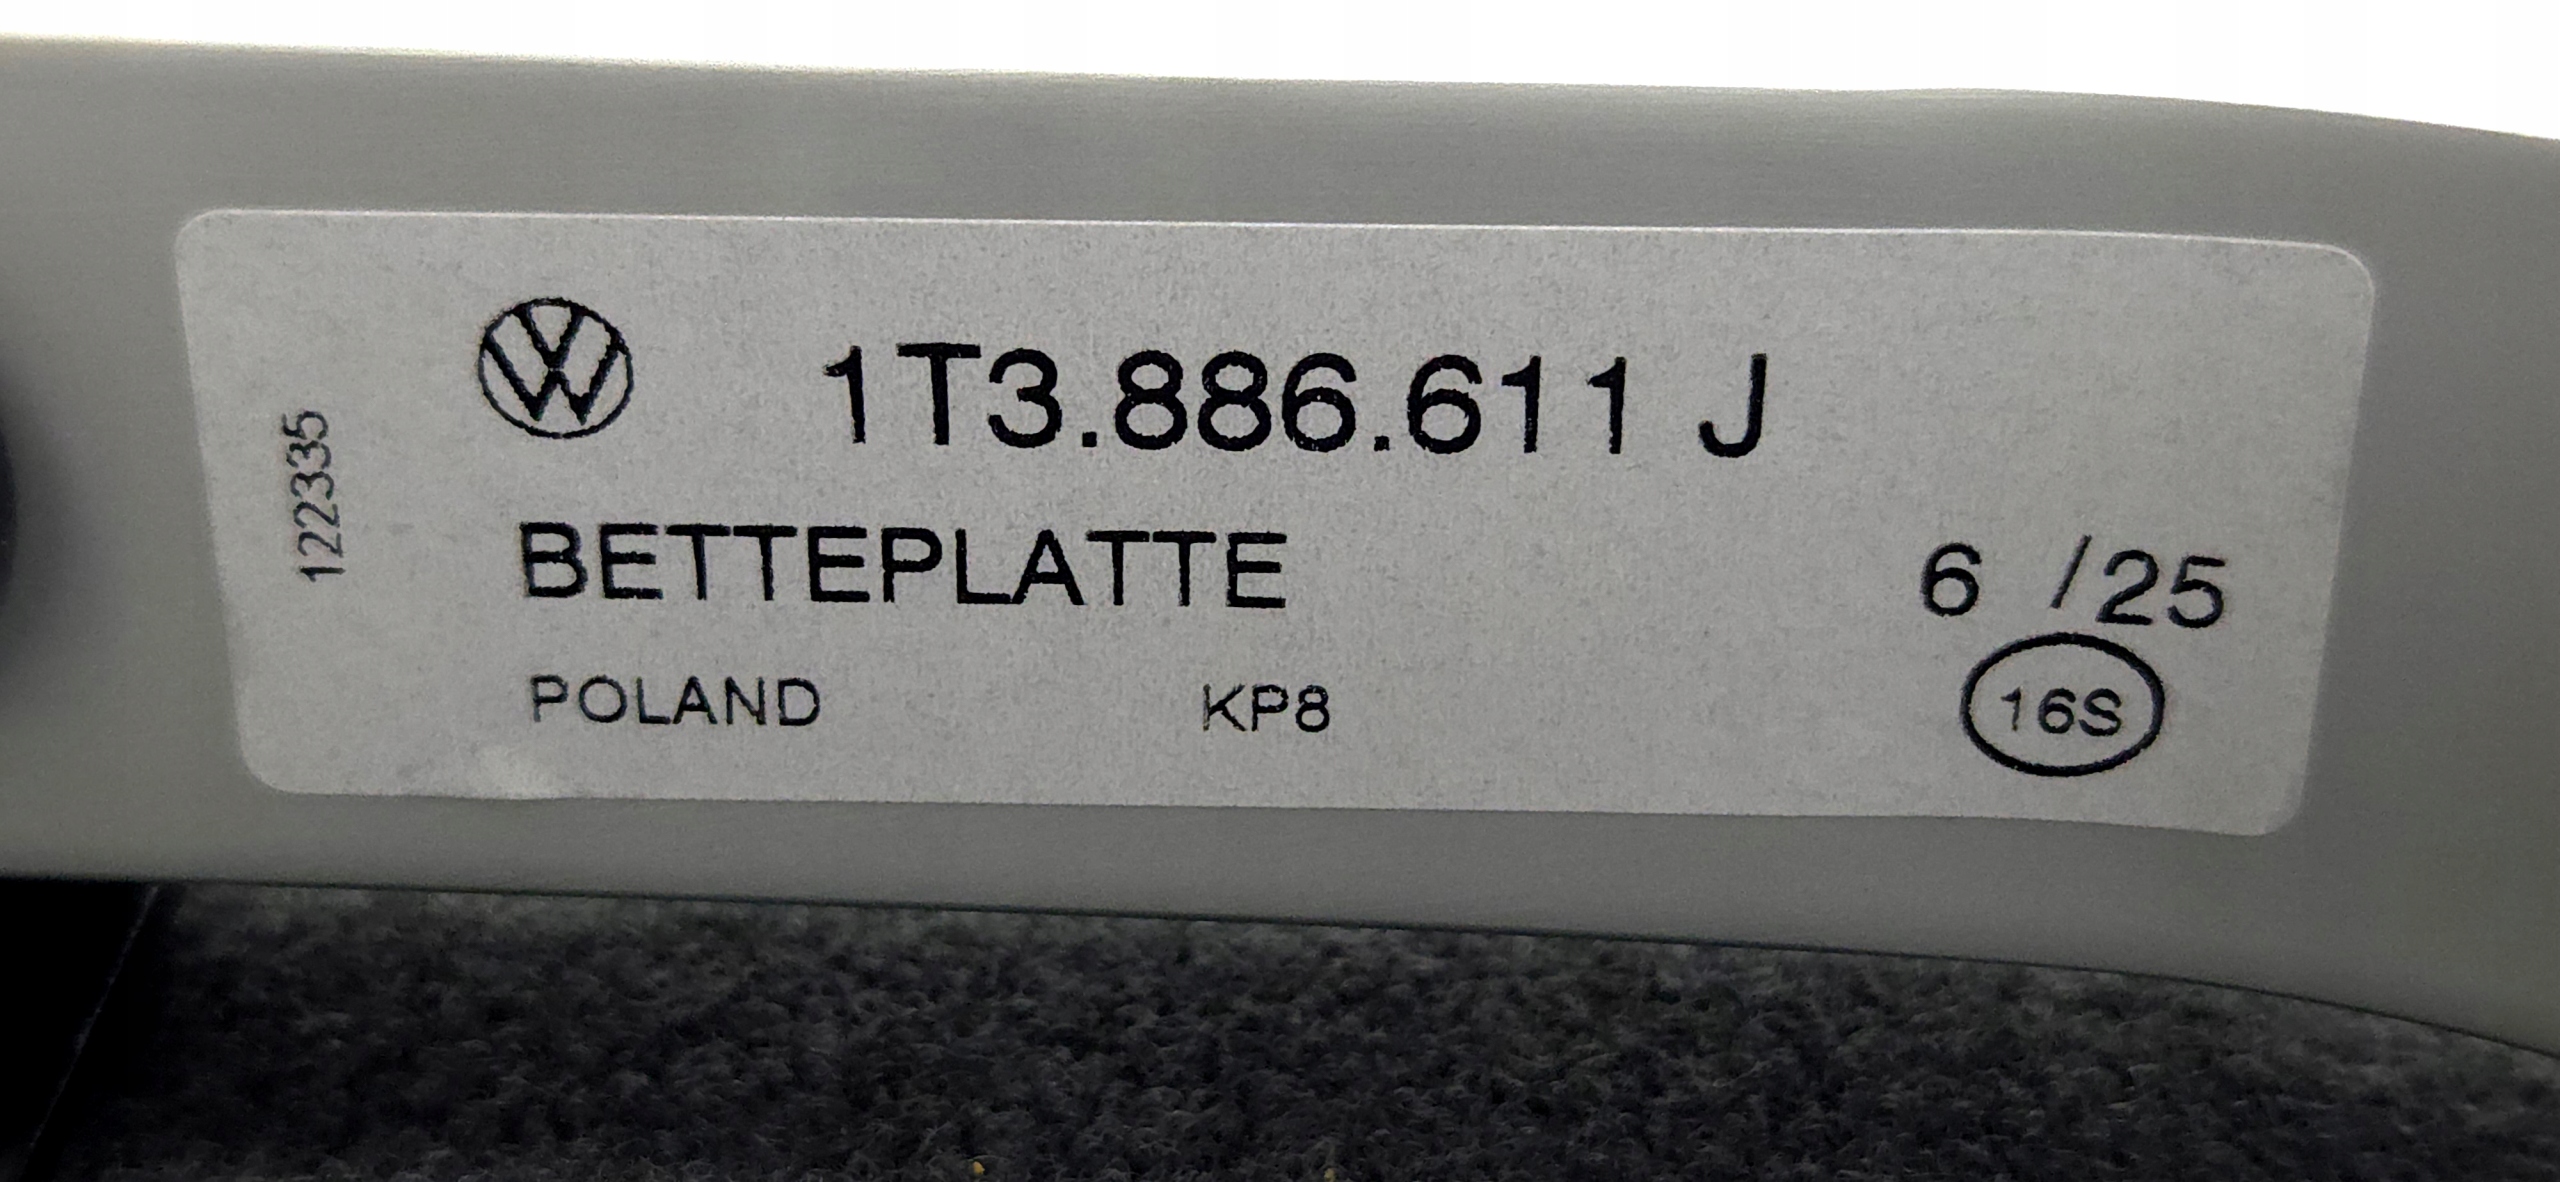 122335
1T3.886.611 J
BETTEPLATTE
6 /25
POLAND KP8
16S